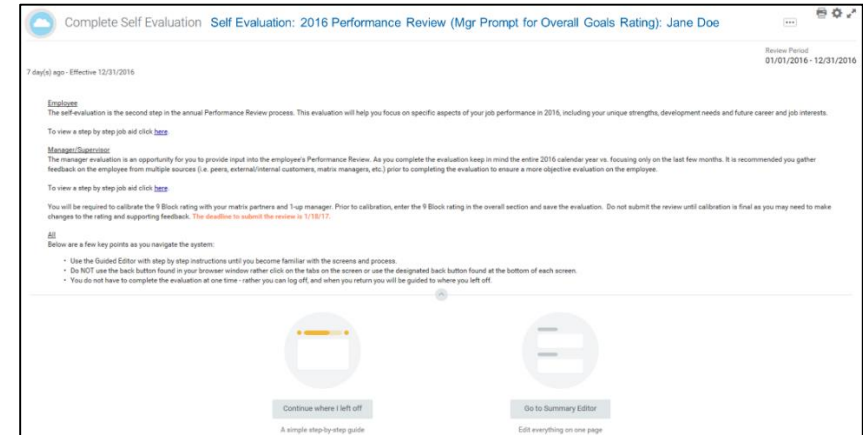 Complete Self Evaluation Self Evaluation: 2016 Performance Review (Mgr Prompt for Overall Goals Rating): Jane Doe
Review Period
01/01/2016 - 12/31/2016
7 day(s) ago - Effective 12/31/2016
Employee
The self-evaluation is the second step in the annual Performance Review process. This evaluation will help you focus on specific aspects of your job performance in 2016, including your unique strengths, development needs and future career and job interests.
To view a step by step job aid click here.
Manager/Supervisor
The manager evaluation is an opportunity for you to provide input into the employee's Performance Review. As you complete the evaluation keep in mind the entire 2016 calendar year vs. focusing only on the last few months. It is recommended you gather
feedback on the employee from multiple sources (i.e. peers, external/internal customers, matrix managers, etc.) prior to completing the evaluation to ensure a more objective evaluation on the employee.
To view a step by step job aid click here.
You will be required to calibrate the 9 Block rating with your matrix partners and 1-up manager. Prior to calibration, enter the 9 Block rating in the overall section and save the evaluation. Do not submit the review until calibration is final as you may need to make
changes to the rating and supporting feedback. The deadline to submit the review is 1/18/17.
All
Below are a few key points as you navigate the system:
• Use the Guided Editor with step by step instructions until you become familiar with the screens and process.
• Do NOT use the back button found in your browser window rather click on the tabs on the screen or use the designated back button found at the bottom of each screen.
• You do not have to complete the evaluation at one time - rather you can log off, and when you return you will be guided to where you left off.
Continue where I left off
Go to Summary Editor
A simple step-by-step guide
Edit everything on one page